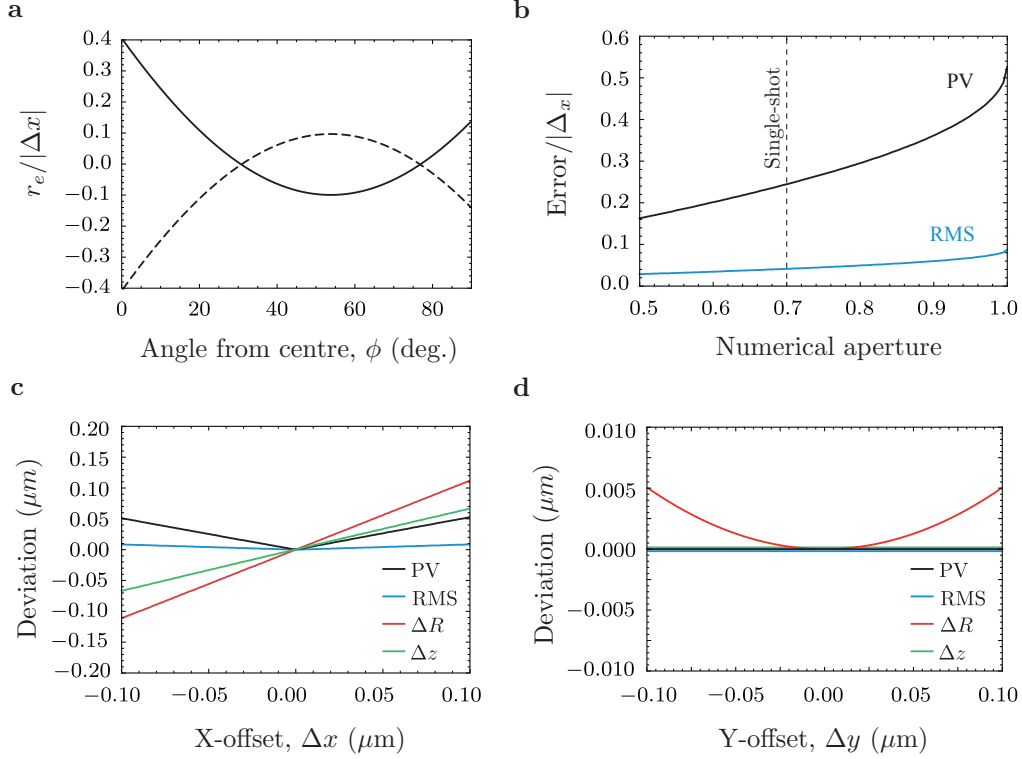 a
r_e/|Δx|
0.4
0.3
0.2
0.1
0.0
−0.1
−0.2
−0.3
−0.4
0 20 40 60 80
Angle from centre, ϕ (deg.)
b
Error/|Δ_x|
0.6
0.5
0.4
0.3
0.2
0.1
0.0
Single-shot
PV
RMS
0.5 0.6 0.7 0.8 0.9 1.0
Numerical aperture
c
Deviation (μm)
0.20
0.15
0.10
0.05
0.00
−0.05
−0.10
−0.15
−0.20
PV
RMS
ΔR
Δz
−0.10 −0.05 0.00 0.05 0.10
X-offset, Δx (μm)
d
Deviation (μm)
0.010
0.005
0.000
−0.005
−0.010
PV
RMS
ΔR
Δz
−0.10 −0.05 0.00 0.05 0.10
Y-offset, Δy (μm)